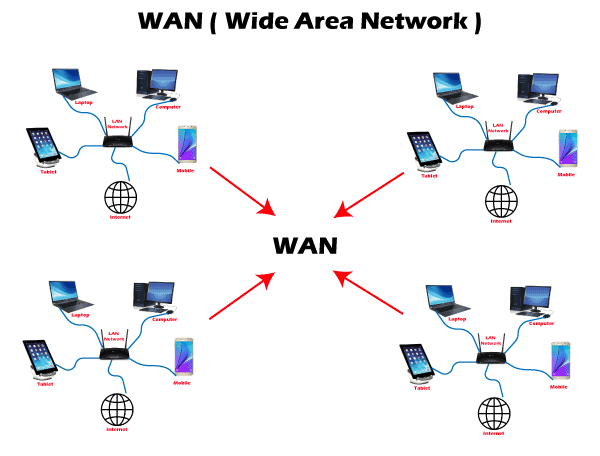 WAN ( Wide Area Network )
Laptop
Computer
LAN
Network
Tablet
Mobile
Internet
Laptop
Computer
LAN
Network
Tablet
Mobile
Internet
WAN
Laptop
Computer
LAN
Network
Tablet
Mobile
Internet
Laptop
Computer
LAN
Network
Tablet
Mobile
Internet